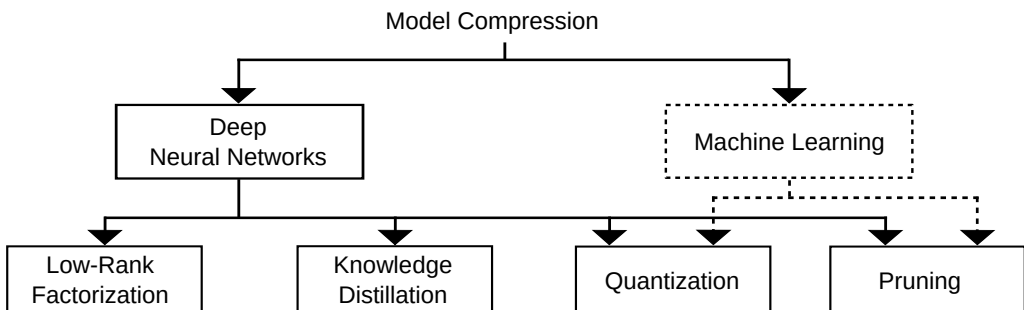 Model Compression
Deep
Neural Networks
Machine Learning
Low-Rank
Factorization
Knowledge
Distillation
Quantization
Pruning